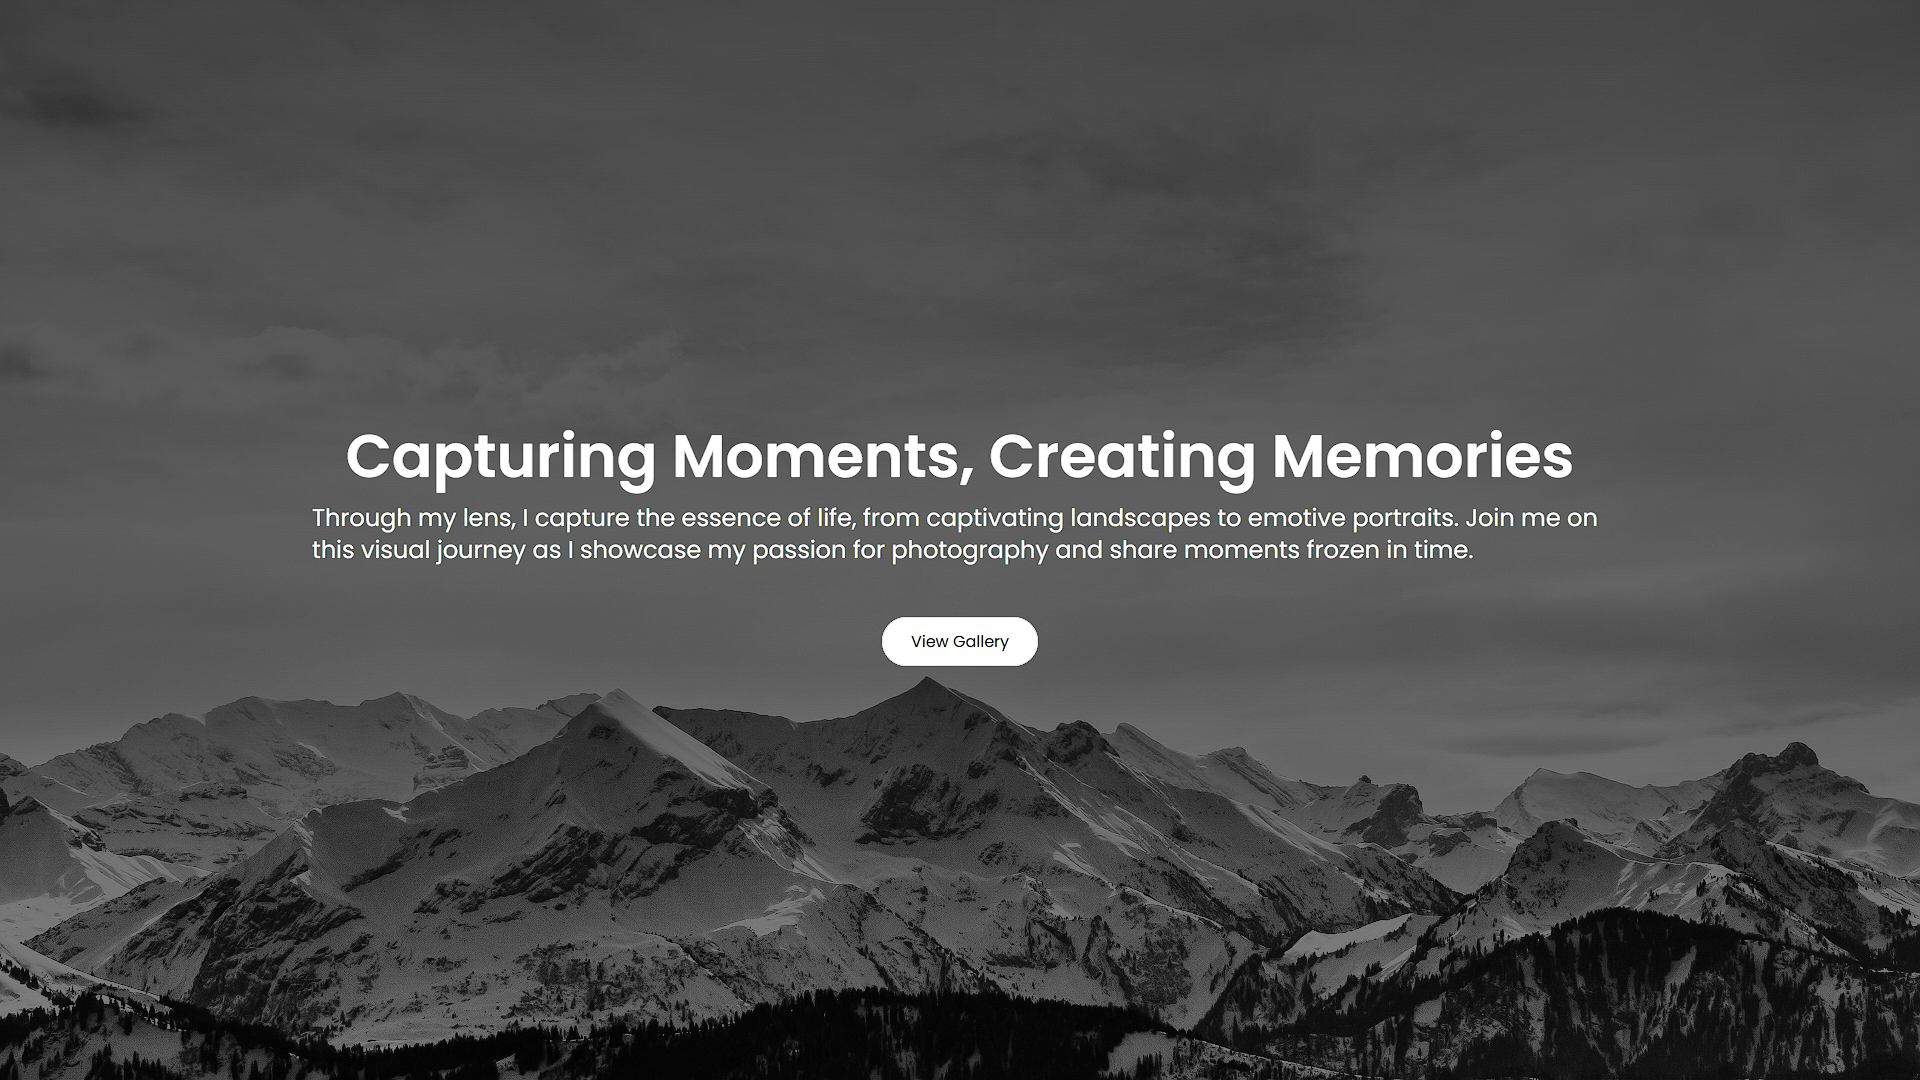 Capturing Moments, Creating Memories
Through my lens, I capture the essence of life, from captivating landscapes to emotive portraits. Join me on
this visual journey as I showcase my passion for photography and share moments frozen in time.
View Gallery